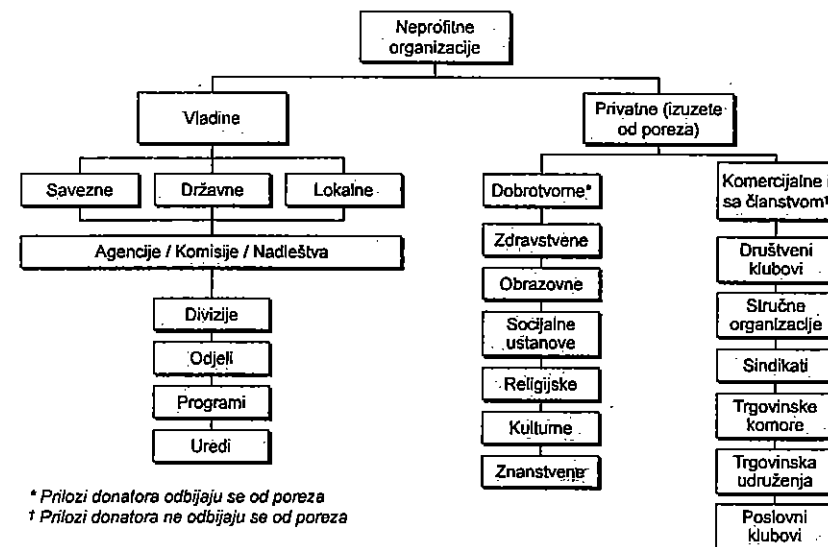 Neprofitne
organizacije
Vladine
Privatne (izuzete
od poreza)
Savezne
Državne
Lokalne
Dobrotvorne*
Komercijalne i
sa članstvom†
Agencije / Komisije / Nadleštva
Divizije
Odjeli
Programi
Uredi
Zdravstvene
Obrazovne
Socijalne
ustanove
Religijske
Kulturne
Znanstvene
Društveni
klubovi
Stručne
organizacije
Sindikati
Trgovinske
komore
Trgovinska
udruženja
Poslovni
klubovi
* Prilozi donatora odbijaju se od poreza
† Prilozi donatora ne odbijaju se od poreza